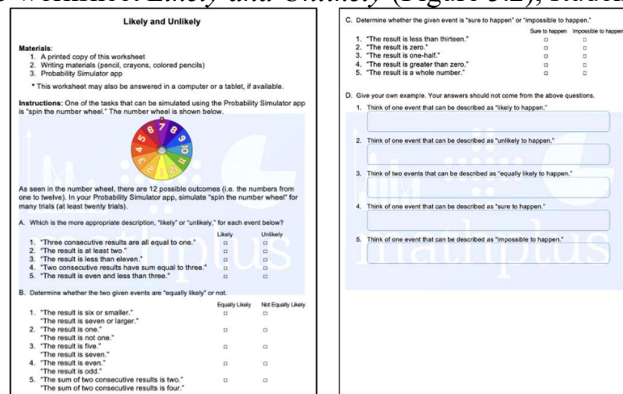 Likely and Unlikely
Materials:
1. A printed copy of this worksheet
2. Writing materials (pencil, crayons, colored pencils)
3. Probability Simulator app
* This worksheet may also be answered in a computer or a tablet, if available.
Instructions: One of the tasks that can be simulated using the Probability Simulator app
is "spin the number wheel." The number wheel is shown below.
As seen in the number wheel, there are 12 possible outcomes (i.e. the numbers from
one to twelve). In your Probability Simulator app, simulate "spin the number wheel" for
many trials (at least twenty trials).
A. Which is the more appropriate description, "likely" or "unlikely," for each event below?
Likely Unlikely
1. "Three consecutive results are all equal to one."
2. "The result is at least two."
3. "The result is less than eleven."
4. "Two consecutive results have sum equal to three."
5. "The result is even and less than three."
B. Determine whether the two given events are "equally likely" or not.
Equally Likely Not Equally Likely
1. "The result is six or smaller."
"The result is seven or larger."
2. "The result is one."
"The result is not one."
3. "The result is five."
"The result is seven."
4. "The result is even."
"The result is odd."
5. "The sum of two consecutive results is two."
"The sum of two consecutive results is four."
C. Determine whether the given event is "sure to happen" or "impossible to happen."
Sure to happen Impossible to happen
1. "The result is less than thirteen."
2. "The result is zero."
3. "The result is one-half."
4. "The result is greater than zero."
5. "The result is a whole number."
D. Give your own example. Your answers should not come from the above questions.
1. Think of one event that can be described as "likely to happen."
2. Think of one event that can be described as "unlikely to happen."
3. Think of two events that can be described as "equally likely to happen."
4. Think of one event that can be described as "sure to happen."
5. Think of one event that can be described as "impossible to happen."
mathplus
mathplus